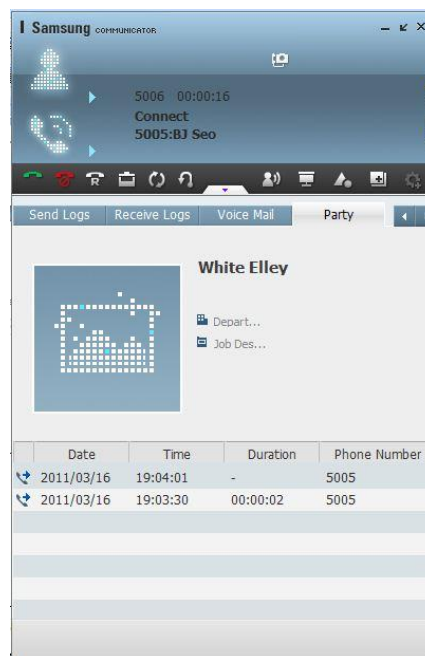 Samsung COMMUNICATOR
5006 00:00:16
Connect
5005:BJ Seo
R
Send Logs Receive Logs Voice Mail Party
White Elley
Depart...
Job Des...
Date Time Duration Phone Number
2011/03/16 19:04:01 - 5005
2011/03/16 19:03:30 00:00:02 5005